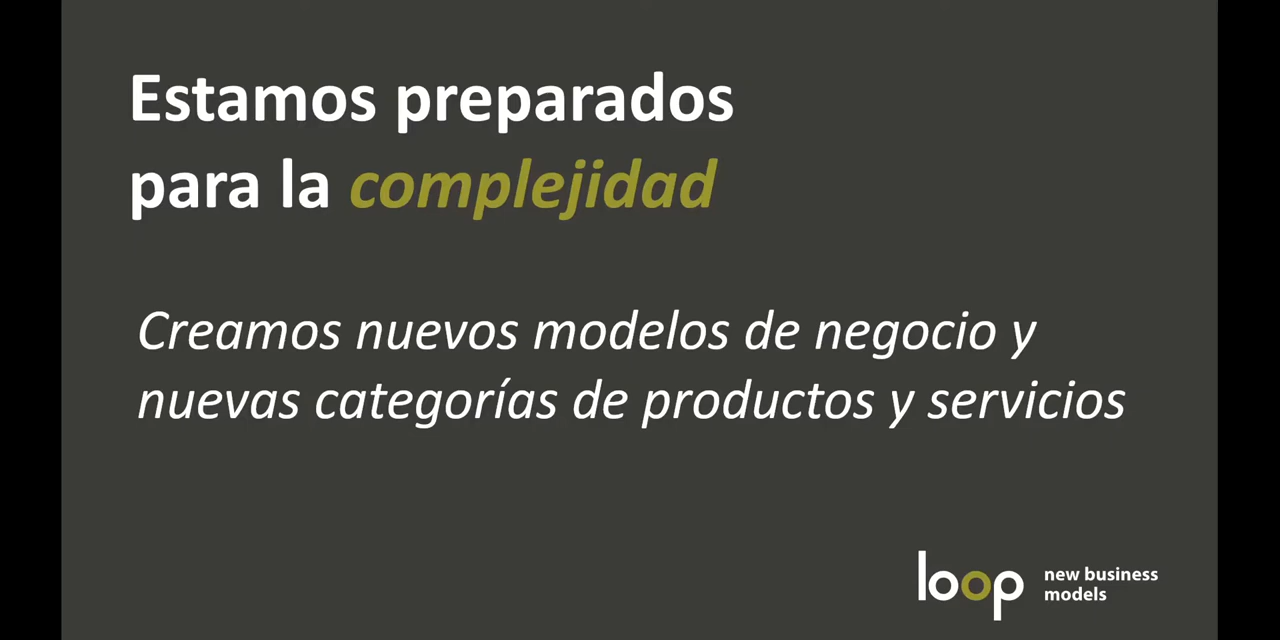 Estamos preparados
para la complejidad
Creamos nuevos modelos de negocio y
nuevas categorías de productos y servicios
loop
new business
models